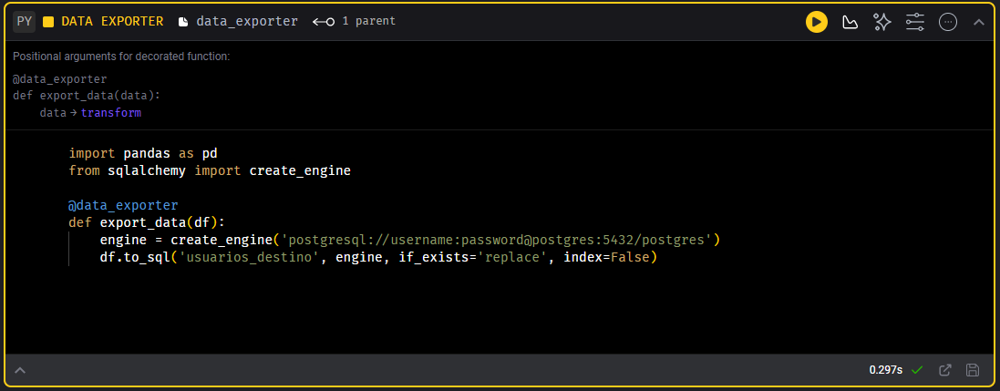 PY DATA EXPORTER data_exporter 1 parent
Positional arguments for decorated function:
@data_exporter
def export_data(data):
    data → transform
import pandas as pd
from sqlalchemy import create_engine
@data_exporter
def export_data(df):
    engine = create_engine('postgresql://username:password@postgres:5432/postgres')
    df.to_sql('usuarios_destino', engine, if_exists='replace', index=False)
0.297s